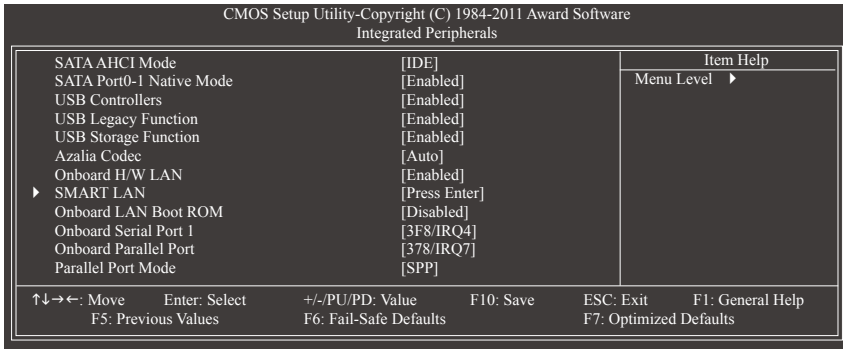 CMOS Setup Utility-Copyright (C) 1984-2011 Award Software
Integrated Peripherals
SATA AHCI Mode [IDE]
SATA Port0-1 Native Mode [Enabled]
USB Controllers [Enabled]
USB Legacy Function [Enabled]
USB Storage Function [Enabled]
Azalia Codec [Auto]
Onboard H/W LAN [Enabled]
SMART LAN [Press Enter]
Onboard LAN Boot ROM [Disabled]
Onboard Serial Port 1 [3F8/IRQ4]
Onboard Parallel Port [378/IRQ7]
Parallel Port Mode [SPP]
Item Help
Menu Level
↑↓→←: Move Enter: Select +/-/PU/PD: Value F10: Save ESC: Exit F1: General Help
F5: Previous Values F6: Fail-Safe Defaults F7: Optimized Defaults